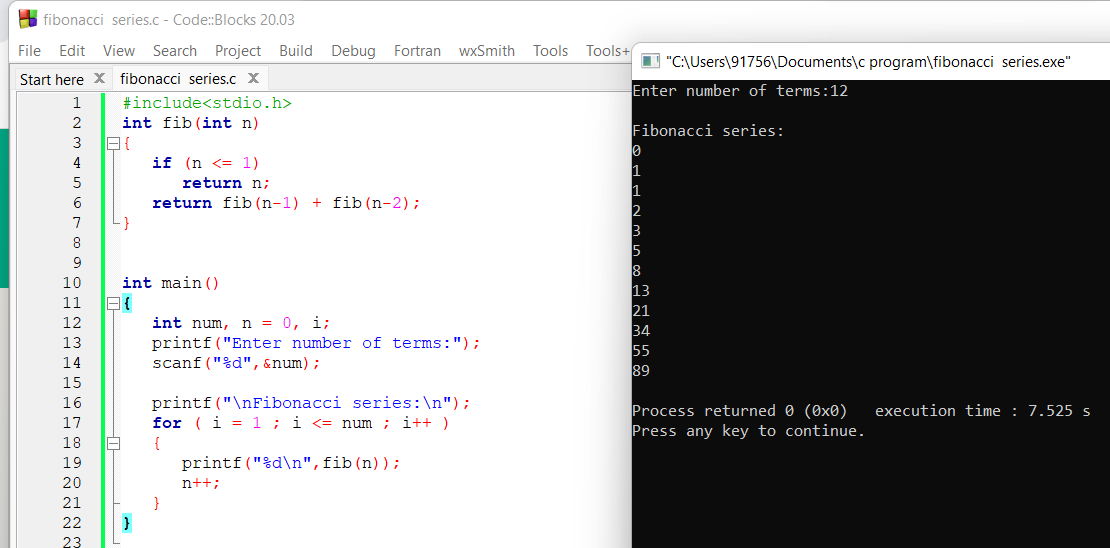 fibonacci  series.c - Code::Blocks 20.03
File Edit View Search Project Build Debug Fortran wxSmith Tools Tools+
Start here X fibonacci  series.c X
1 #include<stdio.h>
2 int fib(int n)
3 {
4    if (n <= 1)
5       return n;
6    return fib(n-1) + fib(n-2);
7 }
8
9
10 int main()
11 {
12    int num, n = 0, i;
13    printf("Enter number of terms:");
14    scanf("%d",&num);
15
16    printf("\nFibonacci series:\n");
17    for ( i = 1 ; i <= num ; i++ )
18    {
19       printf("%d\n",fib(n));
20       n++;
21    }
22 }
23
"C:\Users\91756\Documents\c program\fibonacci  series.exe"
Enter number of terms:12
Fibonacci series:
0
1
1
2
3
5
8
13
21
34
55
89
Process returned 0 (0x0)   execution time : 7.525 s
Press any key to continue.